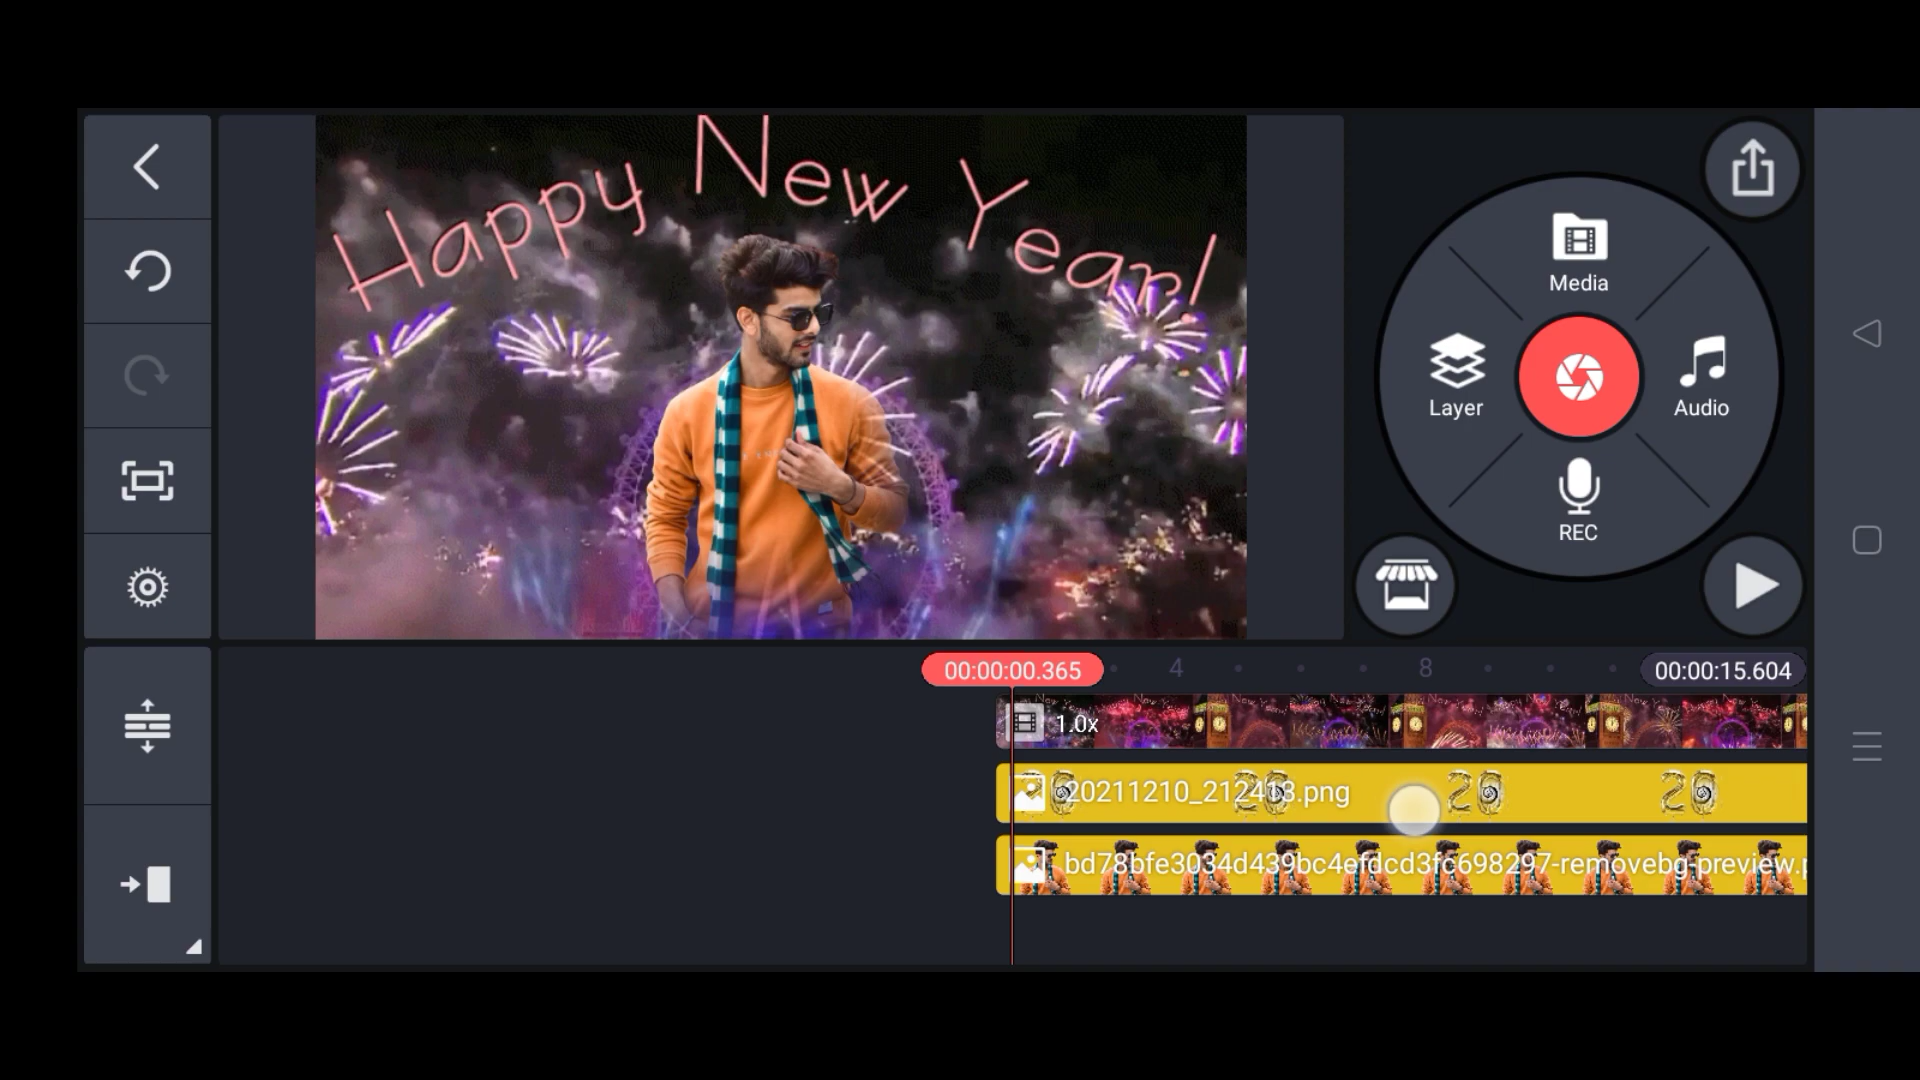 Happy New Year!
Media
Layer
Audio
REC
00:00:00.365
4
8
00:00:15.604
1.0x
20211210_212413.png
bd78bfe3034d439bc4efdcd3fc698297-removebg-preview.p